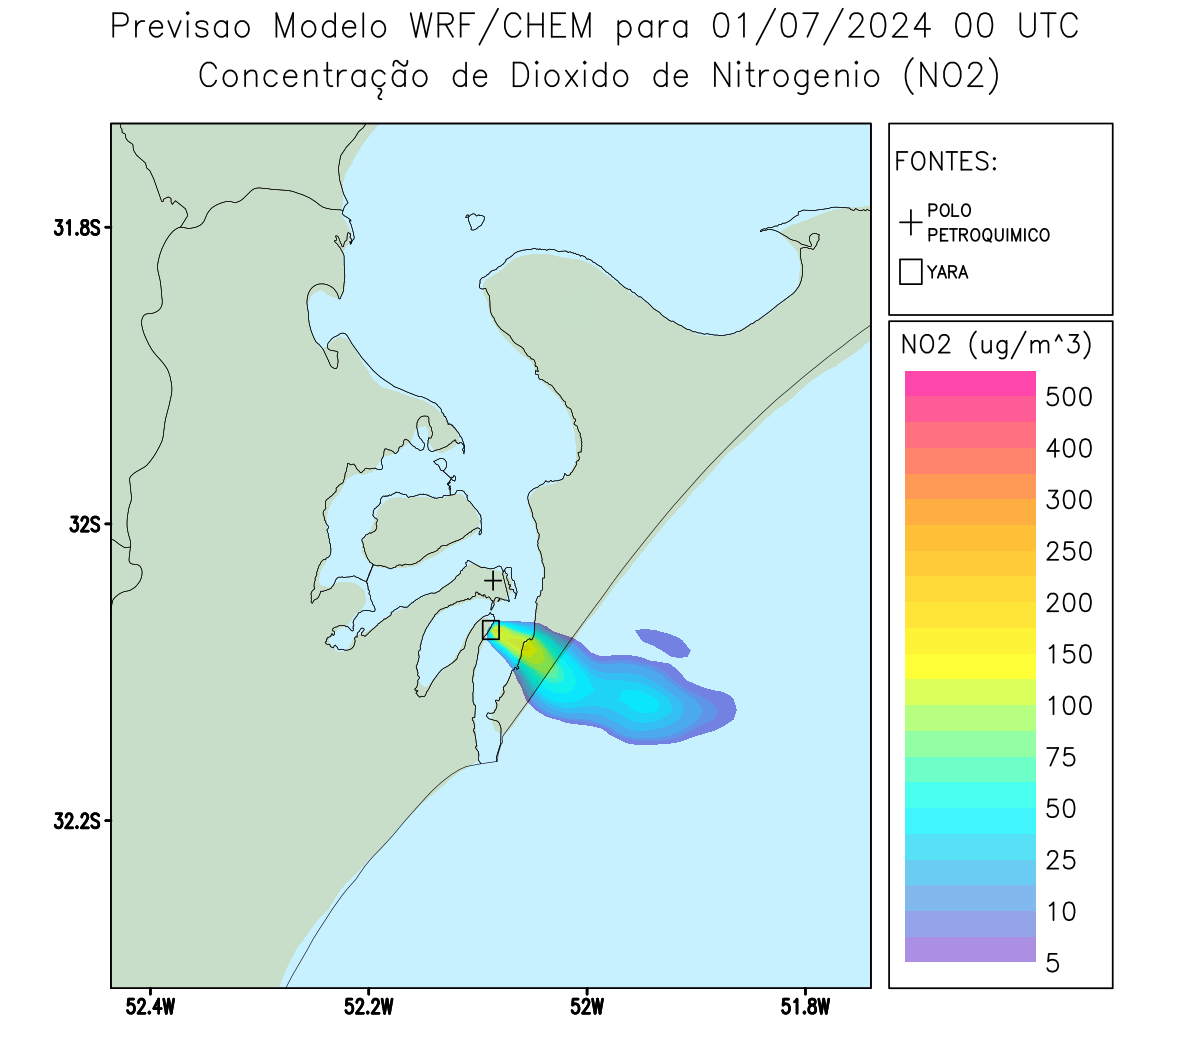 Previsao Modelo WRF/CHEM para 01/07/2024 00 UTC
Concentração de Dioxido de Nitrogenio (NO2)
FONTES:
POLO
PETROQUIMICO
YARA
NO2 (ug/m^3)
500
400
300
250
200
150
100
75
50
25
10
5
31.8S
32S
32.2S
52.4W
52.2W
52W
51.8W